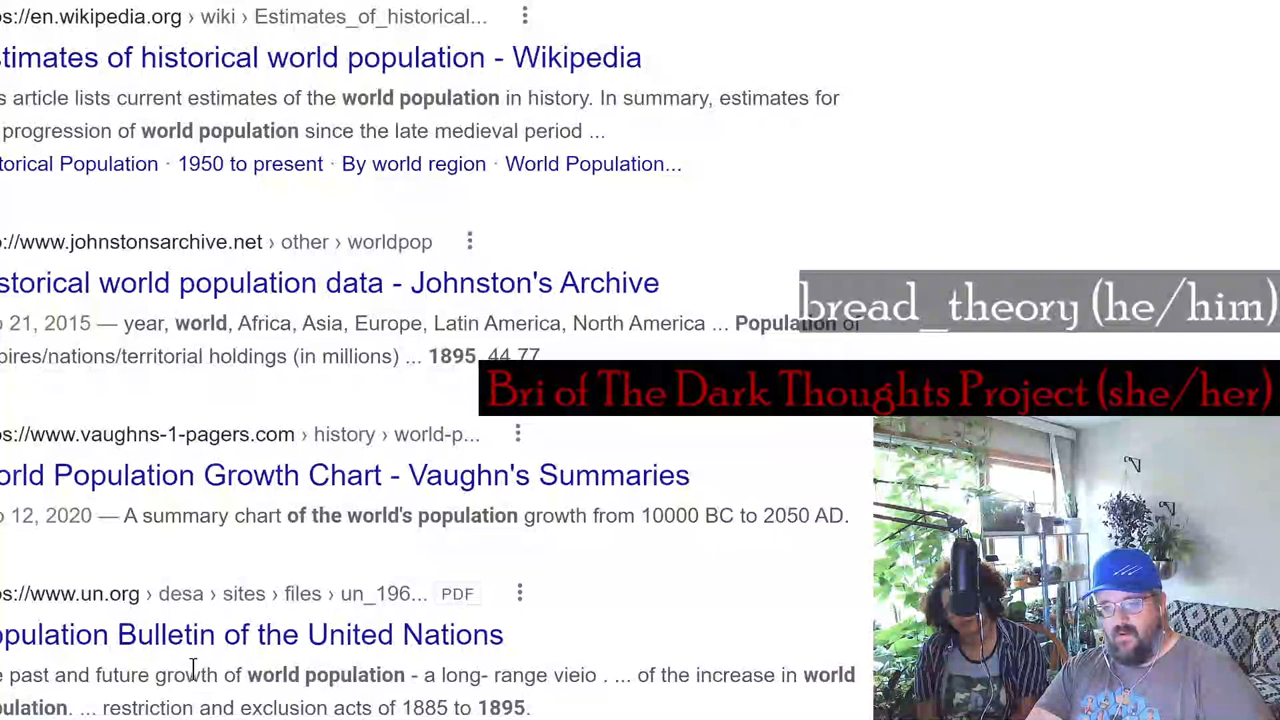 s://en.wikipedia.org › wiki › Estimates_of_historical...
timates of historical world population - Wikipedia
s article lists current estimates of the world population in history. In summary, estimates for
progression of world population since the late medieval period ...
torical Population · 1950 to present · By world region · World Population...
://www.johnstonsarchive.net › other › worldpop
storical world population data - Johnston's Archive
21, 2015 — year, world, Africa, Asia, Europe, Latin America, North America ... Population of
bread_theory (he/him)
pires/nations/territorial holdings (in millions) ... 1895, 44.77
Bri of The Dark Thoughts Project (she/her)
s://www.vaughns-1-pagers.com › history › world-p...
orld Population Growth Chart - Vaughn's Summaries
12, 2020 — A summary chart of the world's population growth from 10000 BC to 2050 AD.
s://www.un.org › desa › sites › files › un_196... PDF
opulation Bulletin of the United Nations
e past and future growth of world population - a long- range vieio . ... of the increase in world
pulation. ... restriction and exclusion acts of 1885 to 1895.